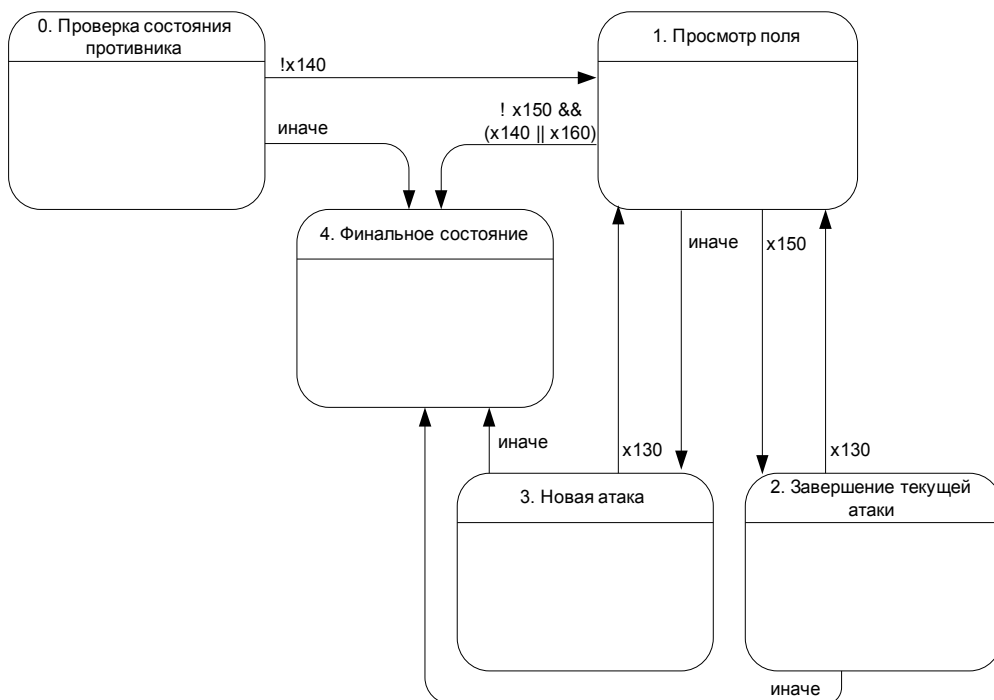 0. Проверка состояния
противника
1. Просмотр поля
!x140
! x150 &&
(x140 || x160)
иначе
4. Финальное состояние
иначе
x150
иначе
x130
x130
3. Новая атака
2. Завершение текущей
атаки
иначе